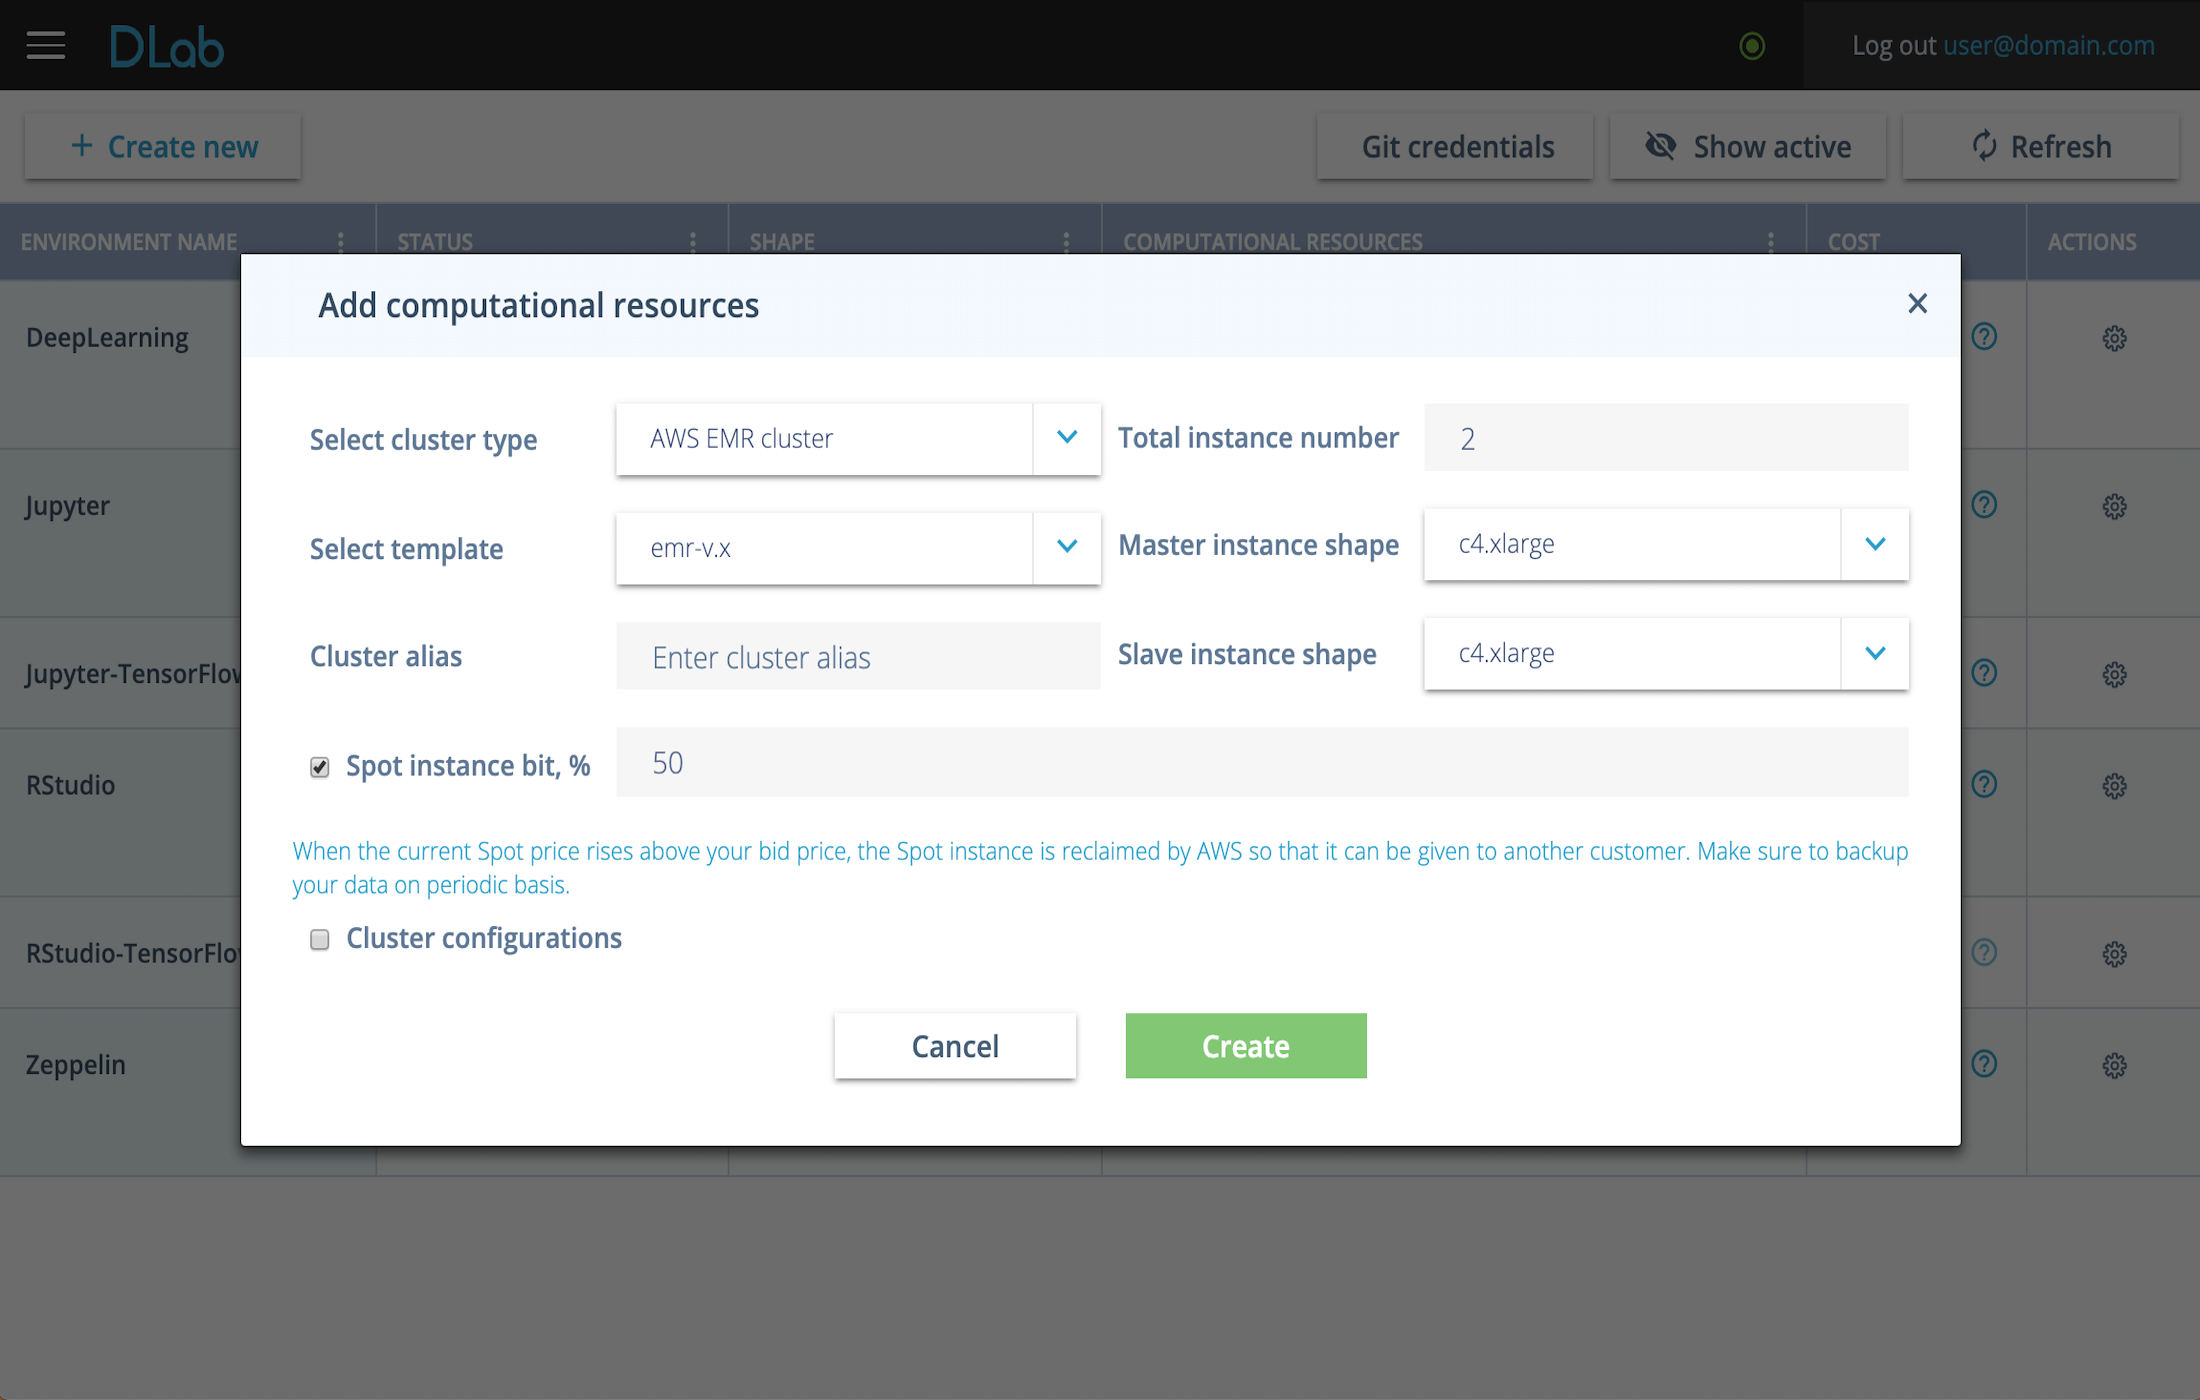 DLab
Log out user@domain.com
+ Create new
Git credentials
Show active
Refresh
ENVIRONMENT NAME
STATUS
SHAPE
COMPUTATIONAL RESOURCES
COST
ACTIONS
Add computational resources
DeepLearning
Select cluster type
AWS EMR cluster
Total instance number
2
Jupyter
Select template
emr-v.x
Master instance shape
c4.xlarge
Cluster alias
Enter cluster alias
Slave instance shape
c4.xlarge
Jupyter-TensorFlow
Spot instance bit, %
50
RStudio
When the current Spot price rises above your bid price, the Spot instance is reclaimed by AWS so that it can be given to another customer. Make sure to backup
your data on periodic basis.
Cluster configurations
RStudio-TensorFlo
Cancel
Create
Zeppelin